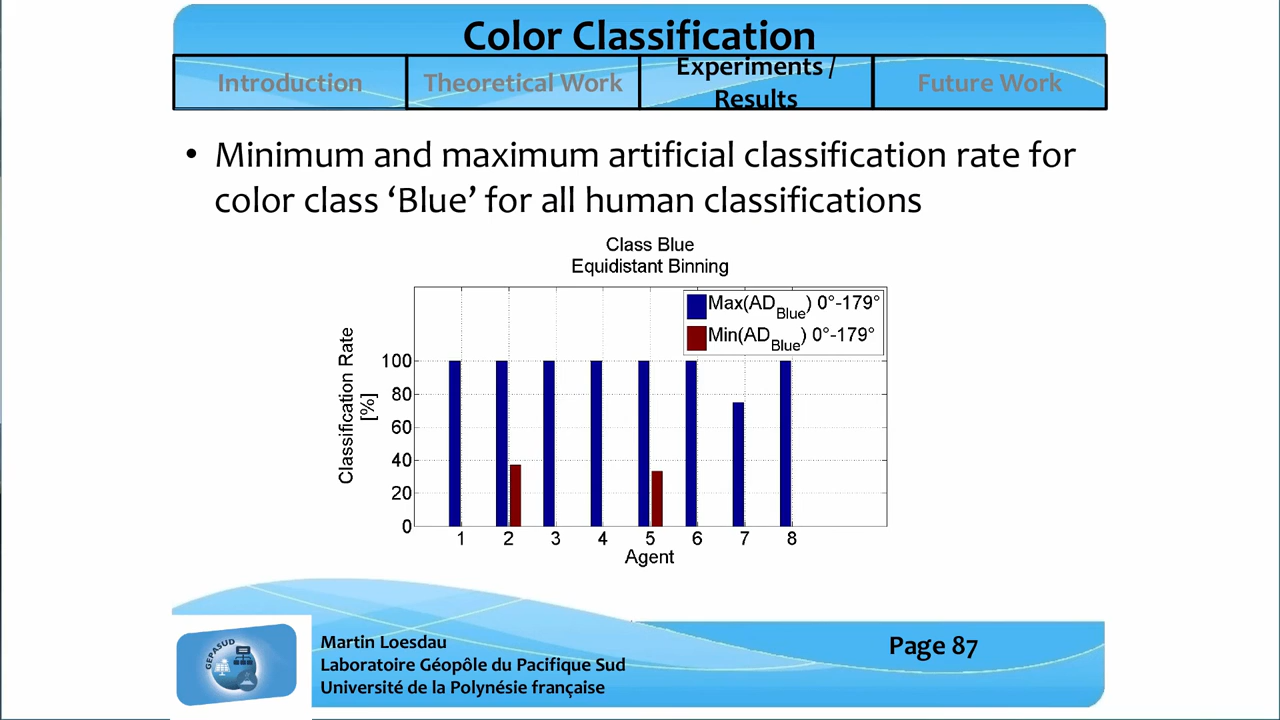 Color Classification
Introduction
Theoretical Work
Experiments /
Results
Future Work
• Minimum and maximum artificial classification rate for
color class ‘Blue’ for all human classifications
Class Blue
Equidistant Binning
Max(AD_Blue) 0°-179°
Min(AD_Blue) 0°-179°
Classification Rate
[%]
100
80
60
40
20
0
1 2 3 4 5 6 7 8
Agent
GEPASUD
Martin Loesdau
Laboratoire Géopôle du Pacifique Sud
Université de la Polynésie française
Page 87